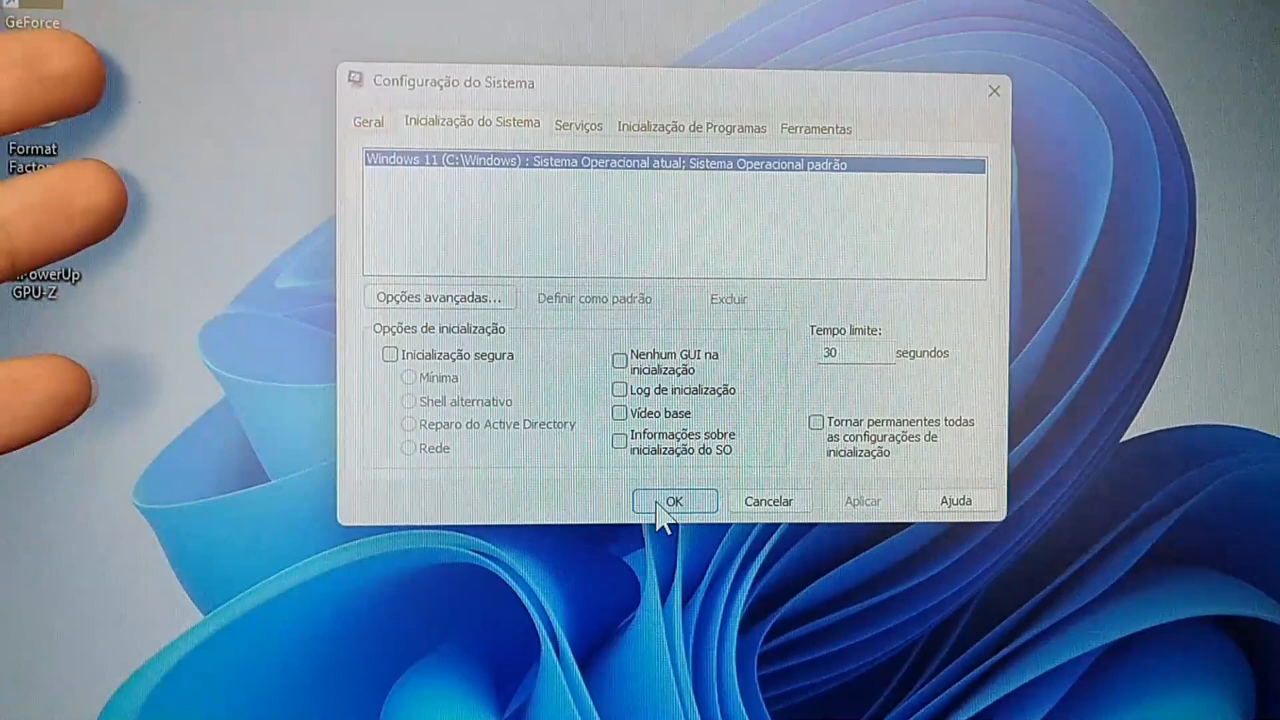 GeForce
Format
Factory
GPU-Z
Configuração do Sistema
Geral
Inicialização do Sistema
Serviços
Inicialização de Programas
Ferramentas
Windows 11 (C:\Windows) : Sistema Operacional atual; Sistema Operacional padrão
Opções avançadas...
Definir como padrão
Excluir
Opções de inicialização
Inicialização segura
Mínima
Shell alternativo
Reparo do Active Directory
Rede
Nenhum GUI na
inicialização
Log de inicialização
Vídeo base
Informações sobre
inicialização do SO
Tempo limite:
30 segundos
Tornar permanentes todas
as configurações de
inicialização
OK
Cancelar
Aplicar
Ajuda